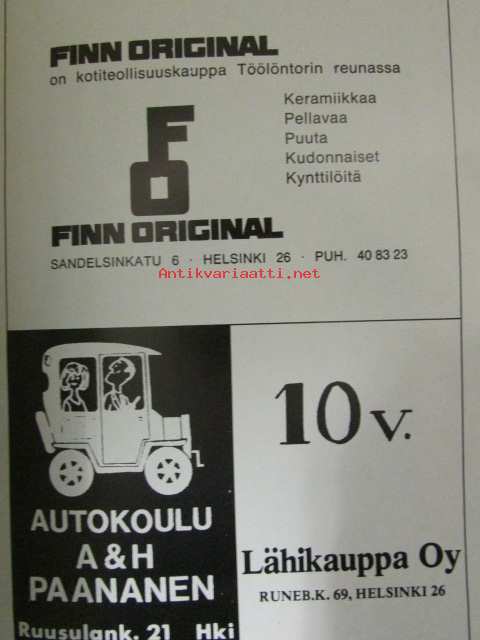 FINN ORIGINAL
on kotiteollisuuskauppa Töölöntorin reunassa
FO
Keramiikkaa
Pellavaa
Puuta
Kudonnaiset
Kynttilöitä
FINN ORIGINAL
SANDELSINKATU 6 · HELSINKI 26 · PUH. 40 83 23
Antikvariaatti.net
AUTOKOULU
A & H
PAANANEN
Ruusulank. 21 Hki
10 v.
Lähikauppa Oy
RUNEB.K. 69, HELSINKI 26